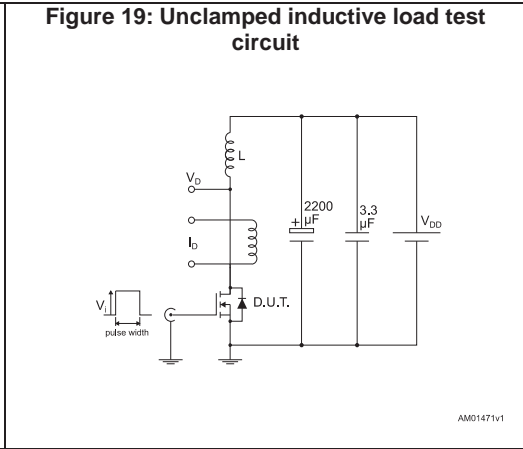 Figure 19: Unclamped inductive load test
circuit
L
VD
2200
µF
+
3.3
µF
VDD
ID
D.U.T.
Vi
pulse width
AM01471v1